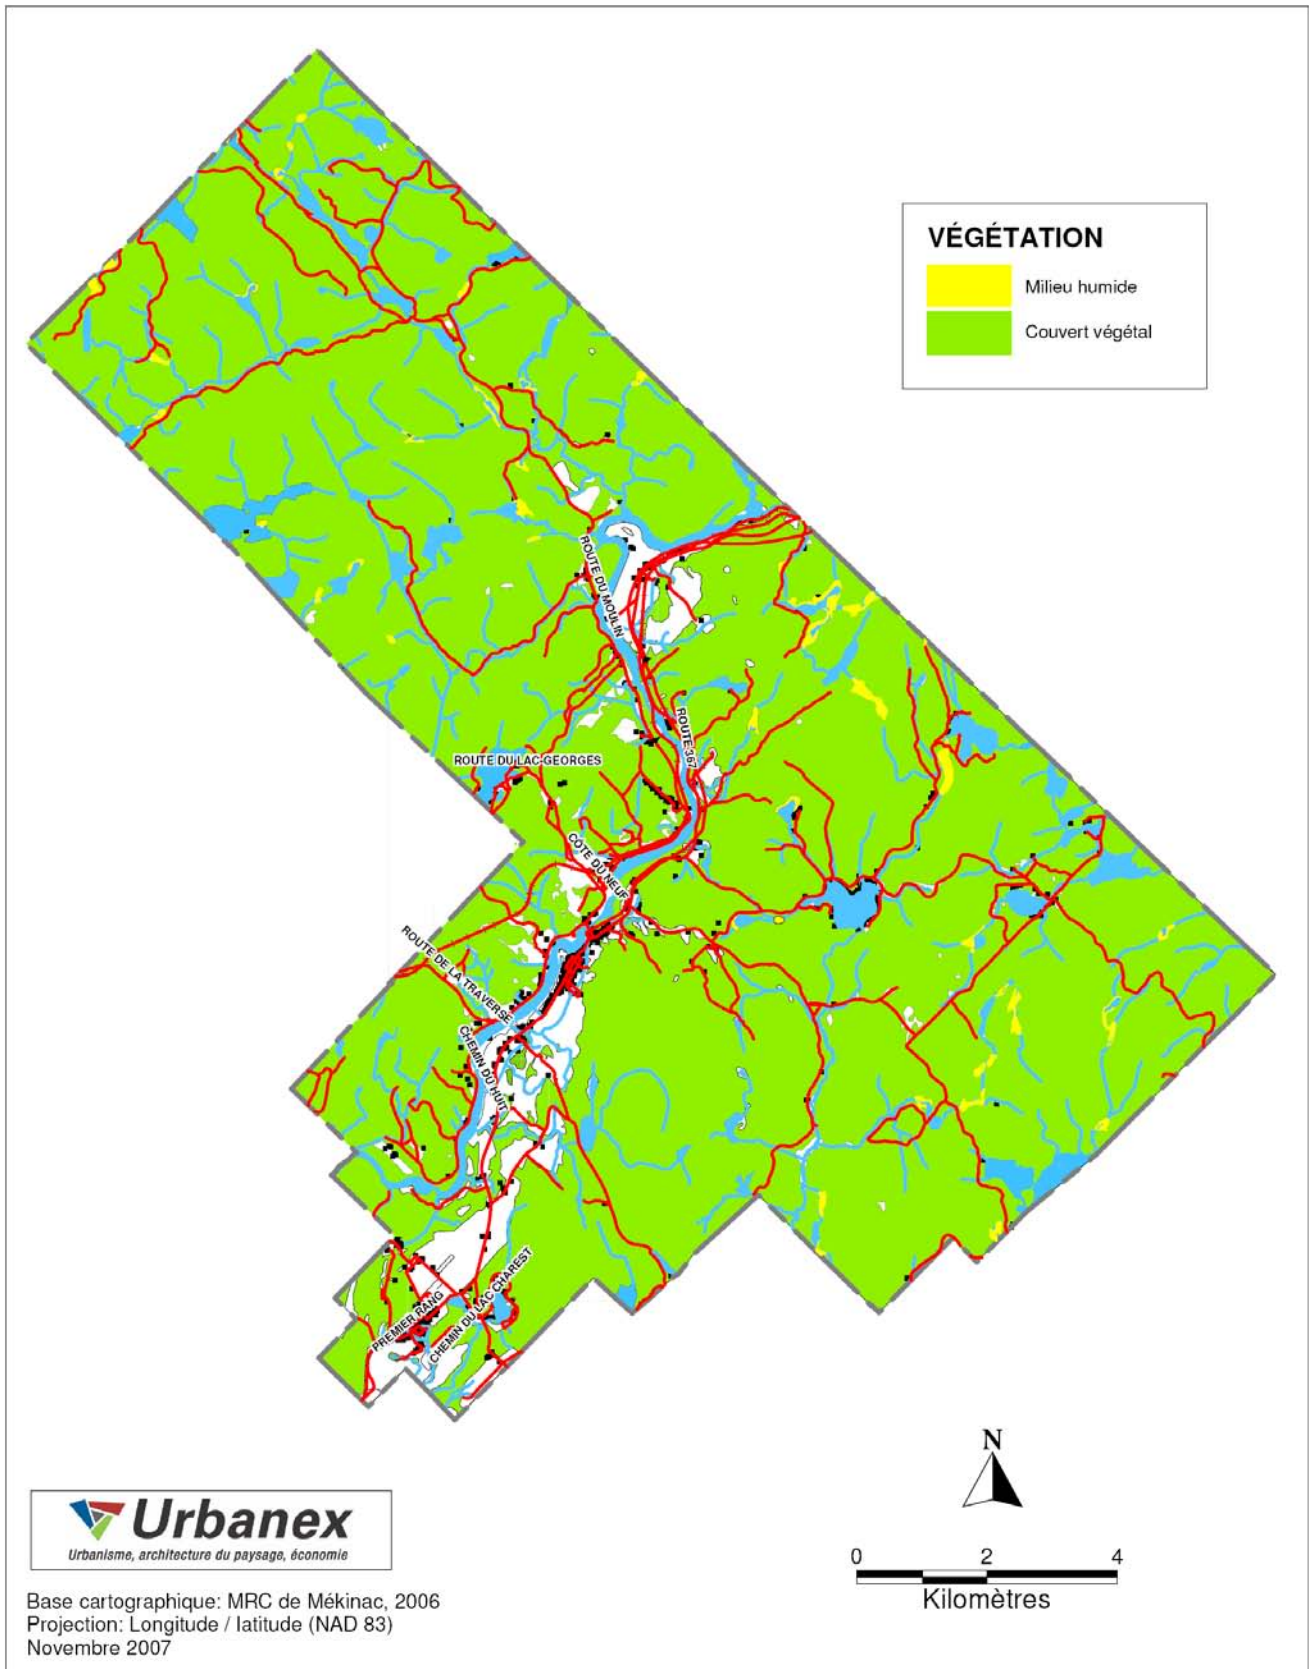 VÉGÉTATION
Milieu humide
Couvert végétal
ROUTE DU MOULIN
ROUTE 367
ROUTE DU LAC-GEORGES
CÔTE DU NEUF
ROUTE DE LA TRAVERSE
CHEMIN DU HUIT
PREMIER RANG
CHEMIN DU LAC CHAREST
N
0 2 4
Kilomètres
Urbanex
Urbanisme, architecture du paysage, économie
Base cartographique: MRC de Mékinac, 2006
Projection: Longitude / latitude (NAD 83)
Novembre 2007